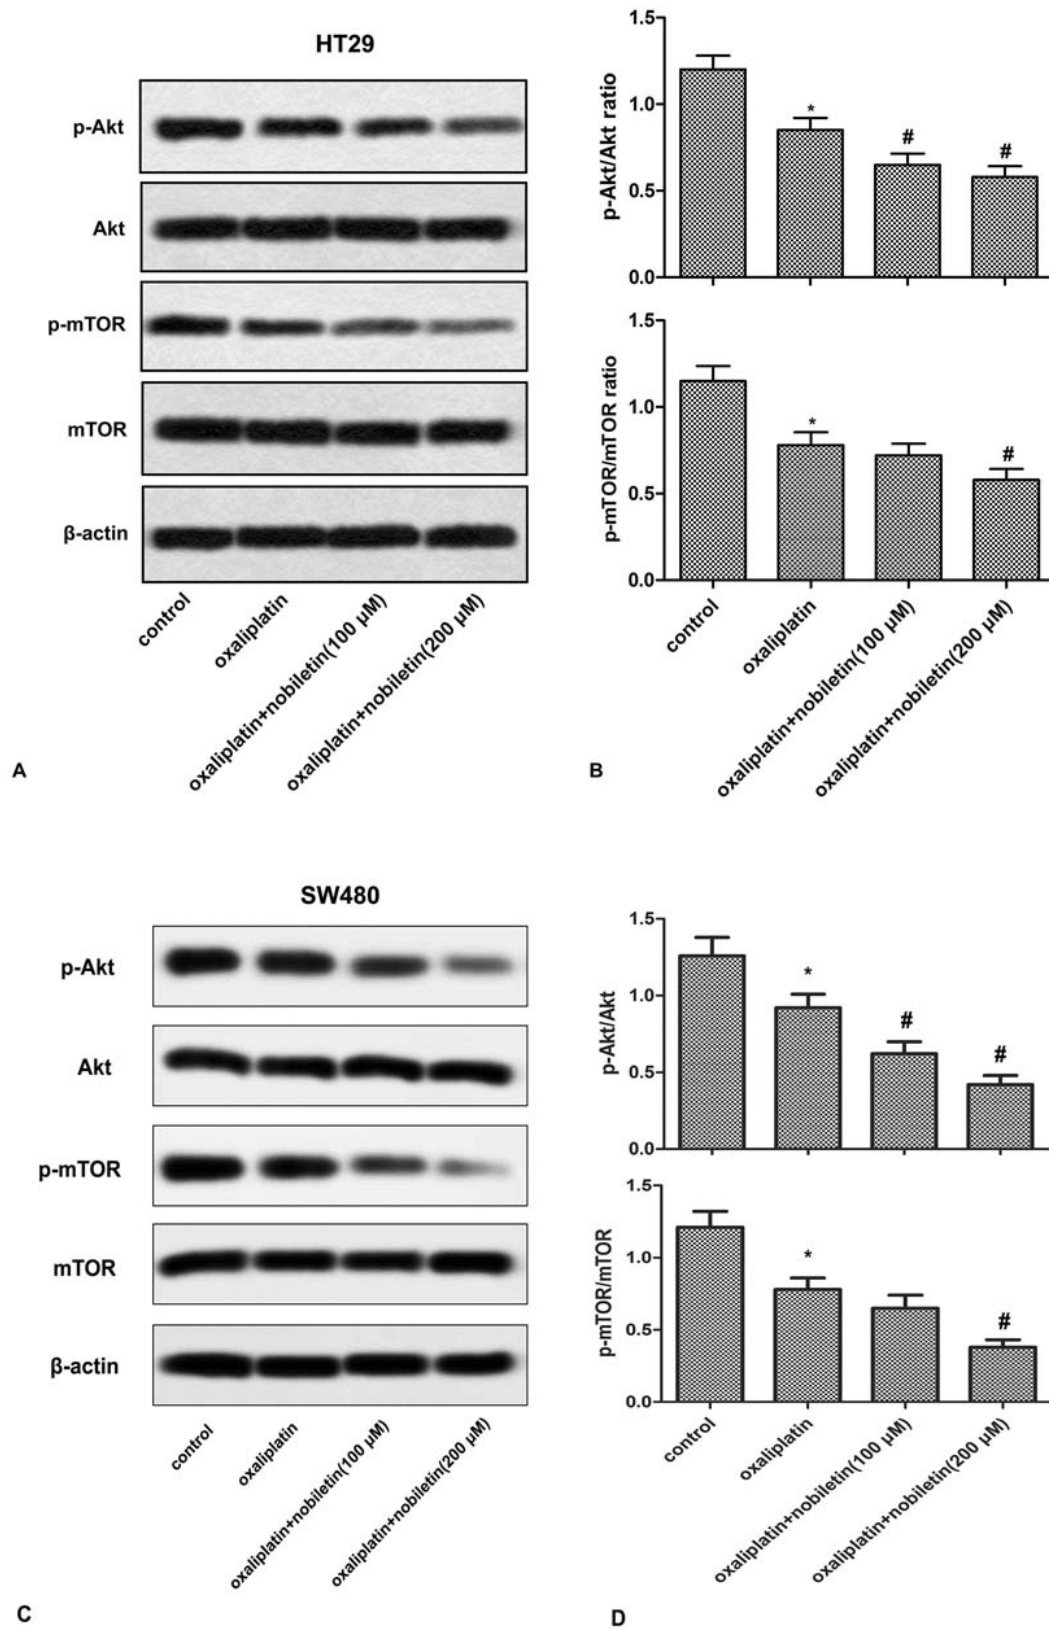 HT29
p-Akt
Akt
p-mTOR
mTOR
β-actin
control
oxaliplatin
oxaliplatin+nobiletin(100 μM)
oxaliplatin+nobiletin(200 μM)
A
p-Akt/Akt ratio
1.5
1.0
0.5
0.0
*
#
#
p-mTOR/mTOR ratio
1.5
1.0
0.5
0.0
*
#
control
oxaliplatin
oxaliplatin+nobiletin(100 μM)
oxaliplatin+nobiletin(200 μM)
B
SW480
p-Akt
Akt
p-mTOR
mTOR
β-actin
control
oxaliplatin
oxaliplatin+nobiletin(100 μM)
oxaliplatin+nobiletin(200 μM)
C
p-Akt/Akt
1.5
1.0
0.5
0.0
*
#
#
p-mTOR/mTOR
1.5
1.0
0.5
0.0
*
#
control
oxaliplatin
oxaliplatin+nobiletin(100 μM)
oxaliplatin+nobiletin(200 μM)
D